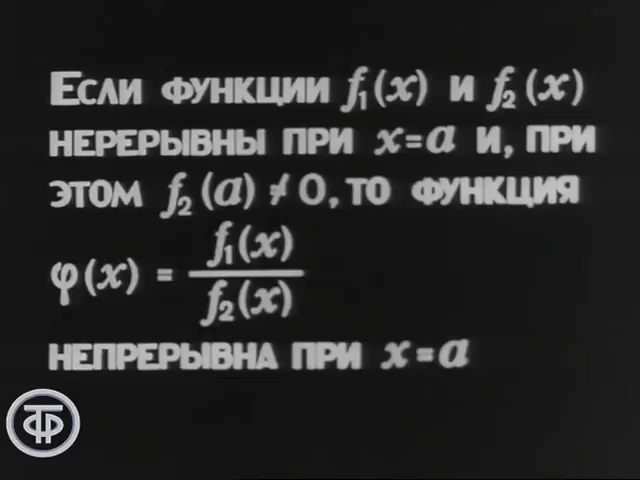 Если функции f₁(x) и f₂(x)
нерерывны при x=a и, при
этом f₂(a) ≠ 0, то функция
φ(x) = f₁(x)/f₂(x)
непрерывна при x=a